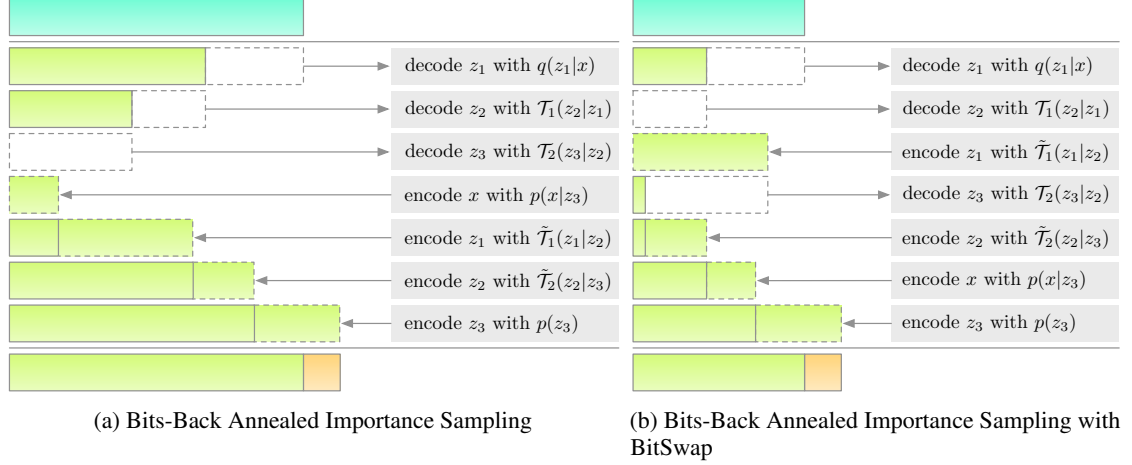 decode z₁ with q(z₁|x)
decode z₂ with 𝒯₁(z₂|z₁)
decode z₃ with 𝒯₂(z₃|z₂)
encode x with p(x|z₃)
encode z₁ with 𝒯̃₁(z₁|z₂)
encode z₂ with 𝒯̃₂(z₂|z₃)
encode z₃ with p(z₃)
(a) Bits-Back Annealed Importance Sampling
decode z₁ with q(z₁|x)
decode z₂ with 𝒯₁(z₂|z₁)
encode z₁ with 𝒯̃₁(z₁|z₂)
decode z₃ with 𝒯₂(z₃|z₂)
encode z₂ with 𝒯̃₂(z₂|z₃)
encode x with p(x|z₃)
encode z₃ with p(z₃)
(b) Bits-Back Annealed Importance Sampling with
BitSwap